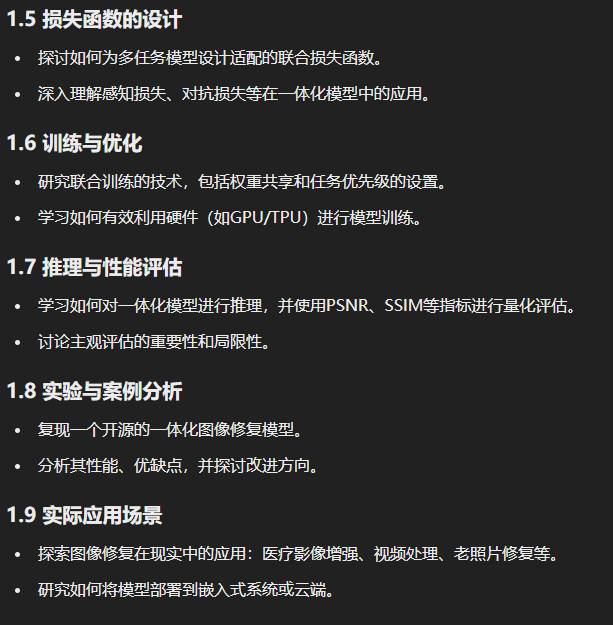 1.5 损失函数的设计
• 探讨如何为多任务模型设计适配的联合损失函数。
• 深入理解感知损失、对抗损失等在一体化模型中的应用。
1.6 训练与优化
• 研究联合训练的技术，包括权重共享和任务优先级的设置。
• 学习如何有效利用硬件（如GPU/TPU）进行模型训练。
1.7 推理与性能评估
• 学习如何对一体化模型进行推理，并使用PSNR、SSIM等指标进行量化评估。
• 讨论主观评估的重要性和局限性。
1.8 实验与案例分析
• 复现一个开源的一体化图像修复模型。
• 分析其性能、优缺点，并探讨改进方向。
1.9 实际应用场景
• 探索图像修复在现实中的应用：医疗影像增强、视频处理、老照片修复等。
• 研究如何将模型部署到嵌入式系统或云端。